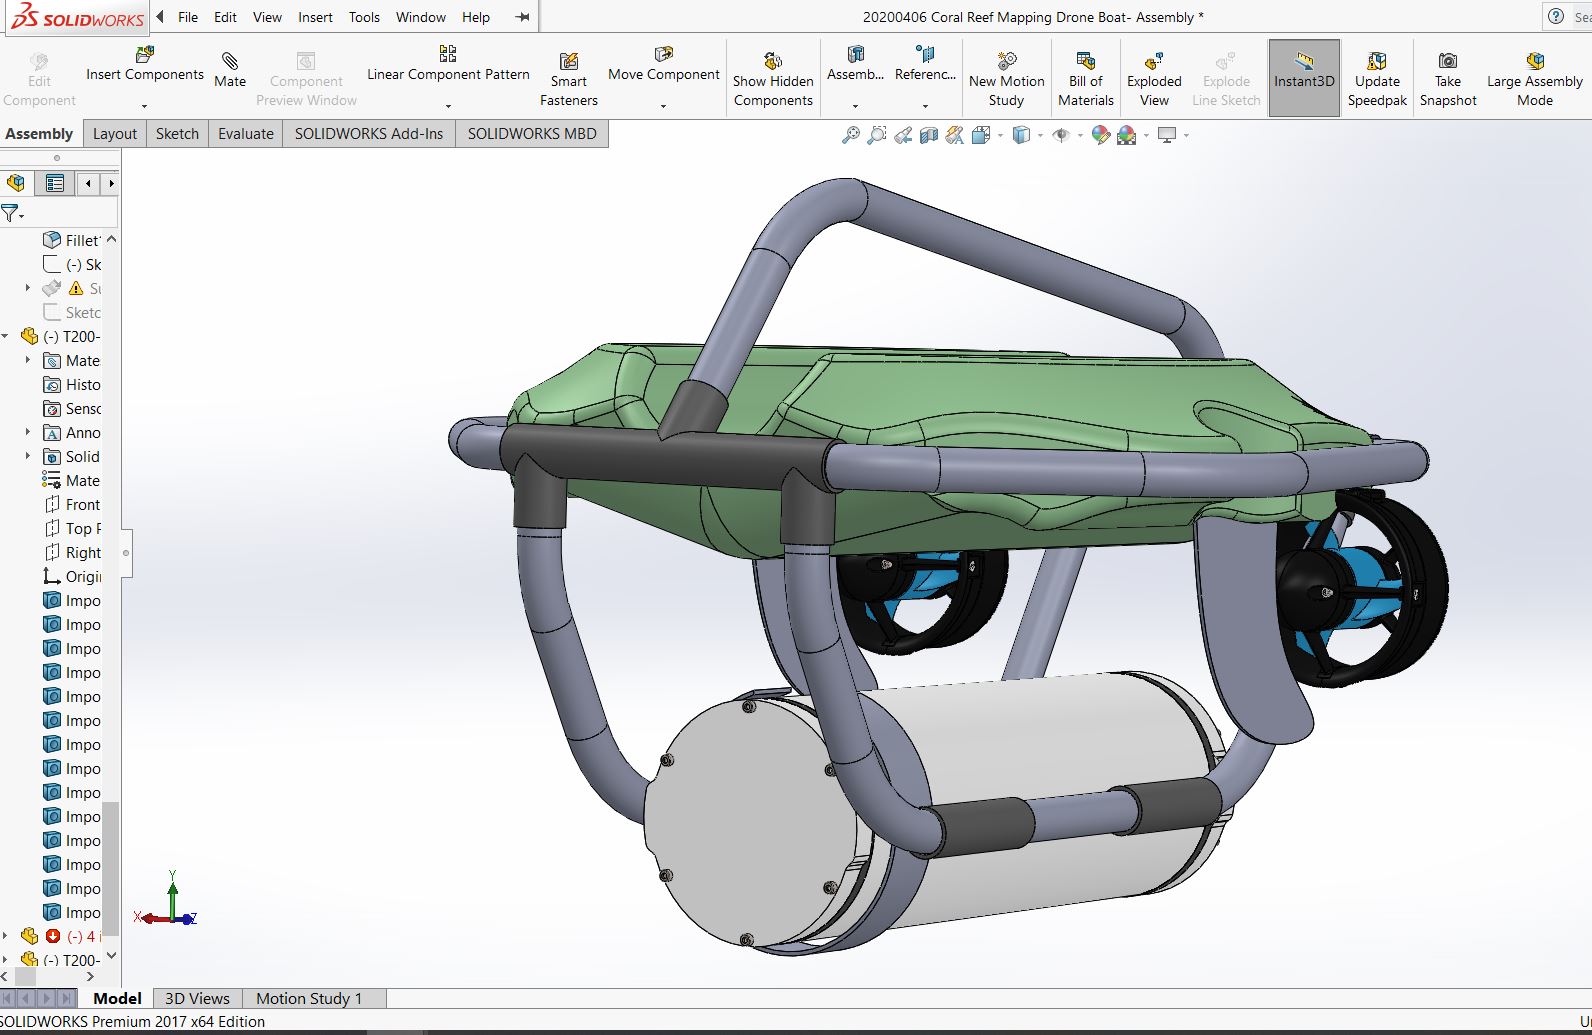 SOLIDWORKS File Edit View Insert Tools Window Help 20200406 Coral Reef Mapping Drone Boat- Assembly * ? Sea
Edit Component
Insert Components
Mate
Component Preview Window
Linear Component Pattern
Smart Fasteners
Move Component
Show Hidden Components
Assemb...
Referenc...
New Motion Study
Bill of Materials
Exploded View
Explode Line Sketch
Instant3D
Update Speedpak
Take Snapshot
Large Assembly Mode
Assembly Layout Sketch Evaluate SOLIDWORKS Add-Ins SOLIDWORKS MBD
Fillet
(-) Sk
Su
Sketc
(-) T200-
Mate
Histo
Senso
Anno
Solid
Mate
Front
Top P
Right
Origi
Impo
Impo
Impo
Impo
Impo
Impo
Impo
Impo
Impo
Impo
Impo
Impo
Impo
Impo
(-) 4 i
(-) T200-
Y
X
Z
Model 3D Views Motion Study 1
SOLIDWORKS Premium 2017 x64 Edition